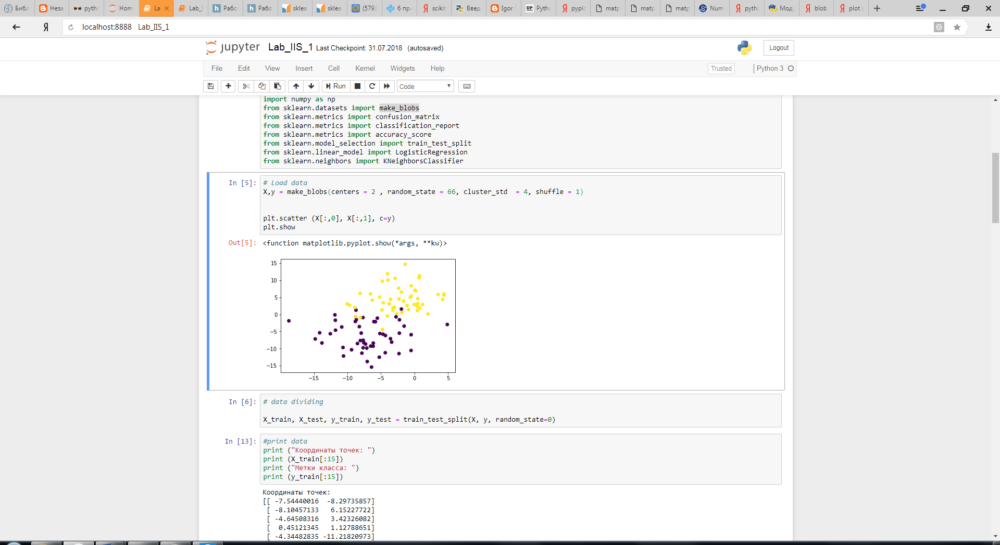 Библ
Неза
pytho
Hom
La
Lab_I
Рабо
Рабо
sklea
sklea
(579
6 пр
scikit
Введ
Igor
Pytho
pyplo
matp
matp
matp
Num
pytho
Мод
blob
plot
localhost:8888 Lab_IIS_1
jupyter Lab_IIS_1 Last Checkpoint: 31.07.2018 (autosaved)
Logout
File Edit View Insert Cell Kernel Widgets Help
Trusted
Python 3
Run
Code
import numpy as np
from sklearn.datasets import make_blobs
from sklearn.metrics import confusion_matrix
from sklearn.metrics import classification_report
from sklearn.metrics import accuracy_score
from sklearn.model_selection import train_test_split
from sklearn.linear_model import LogisticRegression
from sklearn.neighbors import KNeighborsClassifier
In [5]:
# Load data
X,y = make_blobs(centers = 2 , random_state = 66, cluster_std  = 4, shuffle = 1)
plt.scatter (X[:,0], X[:,1], c=y)
plt.show
Out[5]: <function matplotlib.pyplot.show(*args, **kw)>
15
10
5
0
−5
−10
−15
−15 −10 −5 0 5
In [6]:
# data dividing
X_train, X_test, y_train, y_test = train_test_split(X, y, random_state=0)
In [13]:
#print data
print ("Координаты точек: ")
print (X_train[:15])
print ("Метки класса: ")
print (y_train[:15])
Координаты точек:
[[ -7.54440016  -8.29735857]
[ -8.10457133   6.15227722]
[ -4.64508316   3.42326082]
[  0.45121345   1.12788651]
[ -4.34482835 -11.21820973]